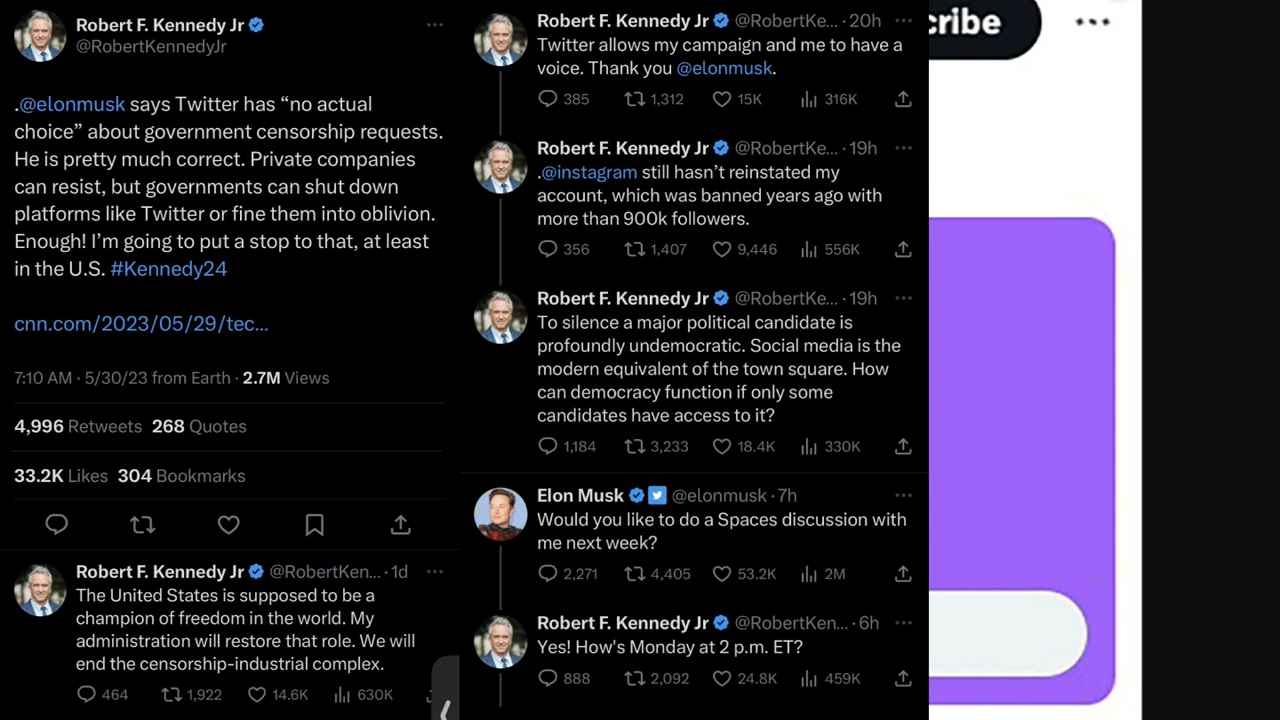 Robert F. Kennedy Jr
@RobertKennedyJr
.@elonmusk says Twitter has “no actual
choice” about government censorship requests.
He is pretty much correct. Private companies
can resist, but governments can shut down
platforms like Twitter or fine them into oblivion.
Enough! I’m going to put a stop to that, at least
in the U.S. #Kennedy24
cnn.com/2023/05/29/tec...
7:10 AM · 5/30/23 from Earth · 2.7M Views
4,996 Retweets 268 Quotes
33.2K Likes 304 Bookmarks
Robert F. Kennedy Jr @RobertKen... · 1d
The United States is supposed to be a
champion of freedom in the world. My
administration will restore that role. We will
end the censorship-industrial complex.
464 1,922 14.6K 630K
Robert F. Kennedy Jr @RobertKe... · 20h
Twitter allows my campaign and me to have a
voice. Thank you @elonmusk.
385 1,312 15K 316K
Robert F. Kennedy Jr @RobertKe... · 19h
.@instagram still hasn’t reinstated my
account, which was banned years ago with
more than 900k followers.
356 1,407 9,446 556K
Robert F. Kennedy Jr @RobertKe... · 19h
To silence a major political candidate is
profoundly undemocratic. Social media is the
modern equivalent of the town square. How
can democracy function if only some
candidates have access to it?
1,184 3,233 18.4K 330K
Elon Musk @elonmusk · 7h
Would you like to do a Spaces discussion with
me next week?
2,271 4,405 53.2K 2M
Robert F. Kennedy Jr @RobertKen... · 6h
Yes! How's Monday at 2 p.m. ET?
888 2,092 24.8K 459K
cribe